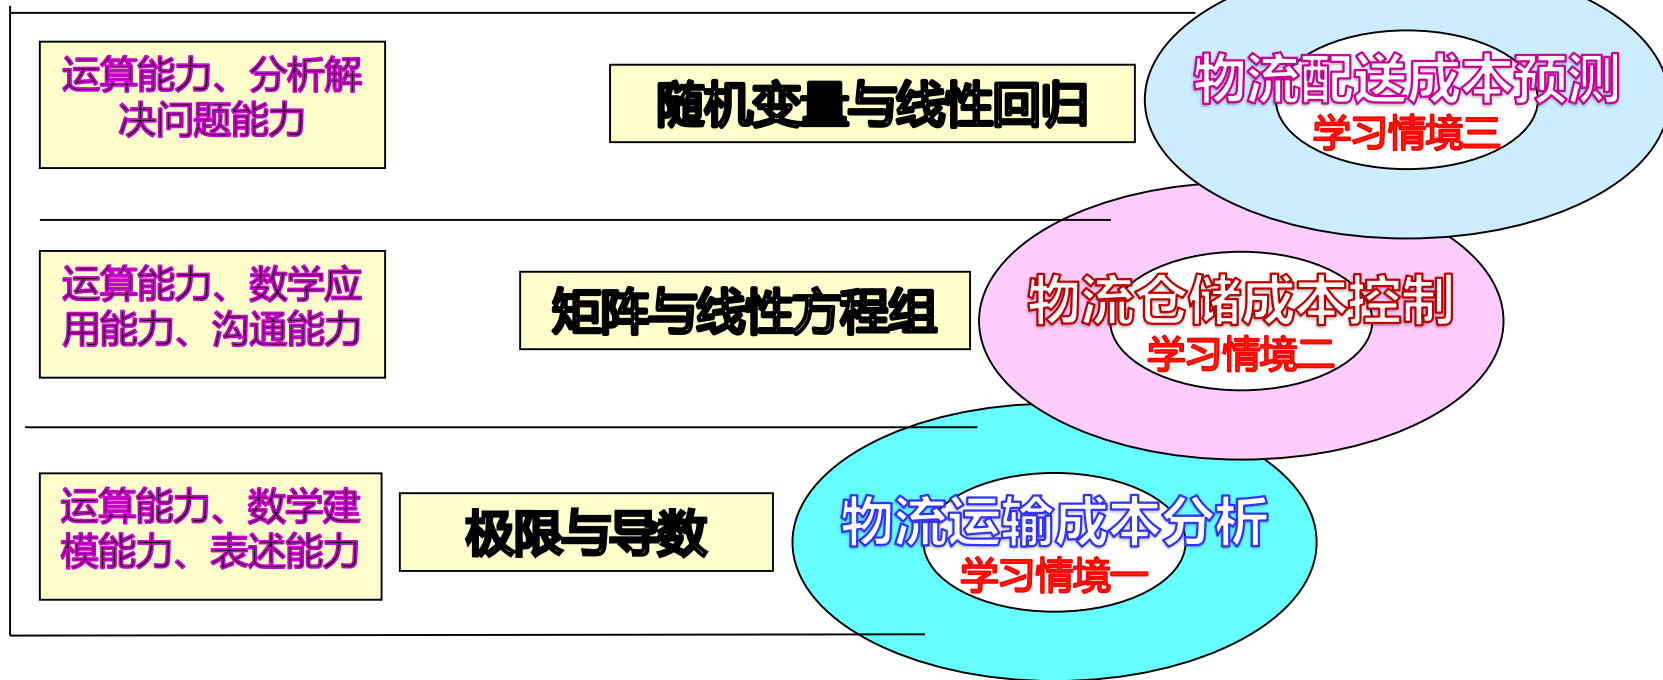 运算能力、分析解
决问题能力
随机变量与线性回归
物流配送成本预测
学习情境三
运算能力、数学应
用能力、沟通能力
矩阵与线性方程组
物流仓储成本控制
学习情境二
运算能力、数学建
模能力、表述能力
极限与导数
物流运输成本分析
学习情境一